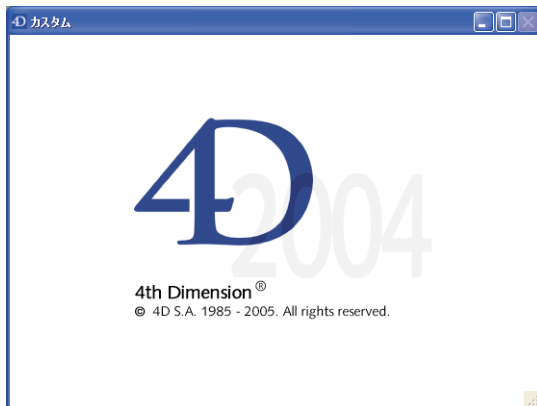 4D カスタム
4D 2004
4th Dimension ®
© 4D S.A. 1985 - 2005. All rights reserved.